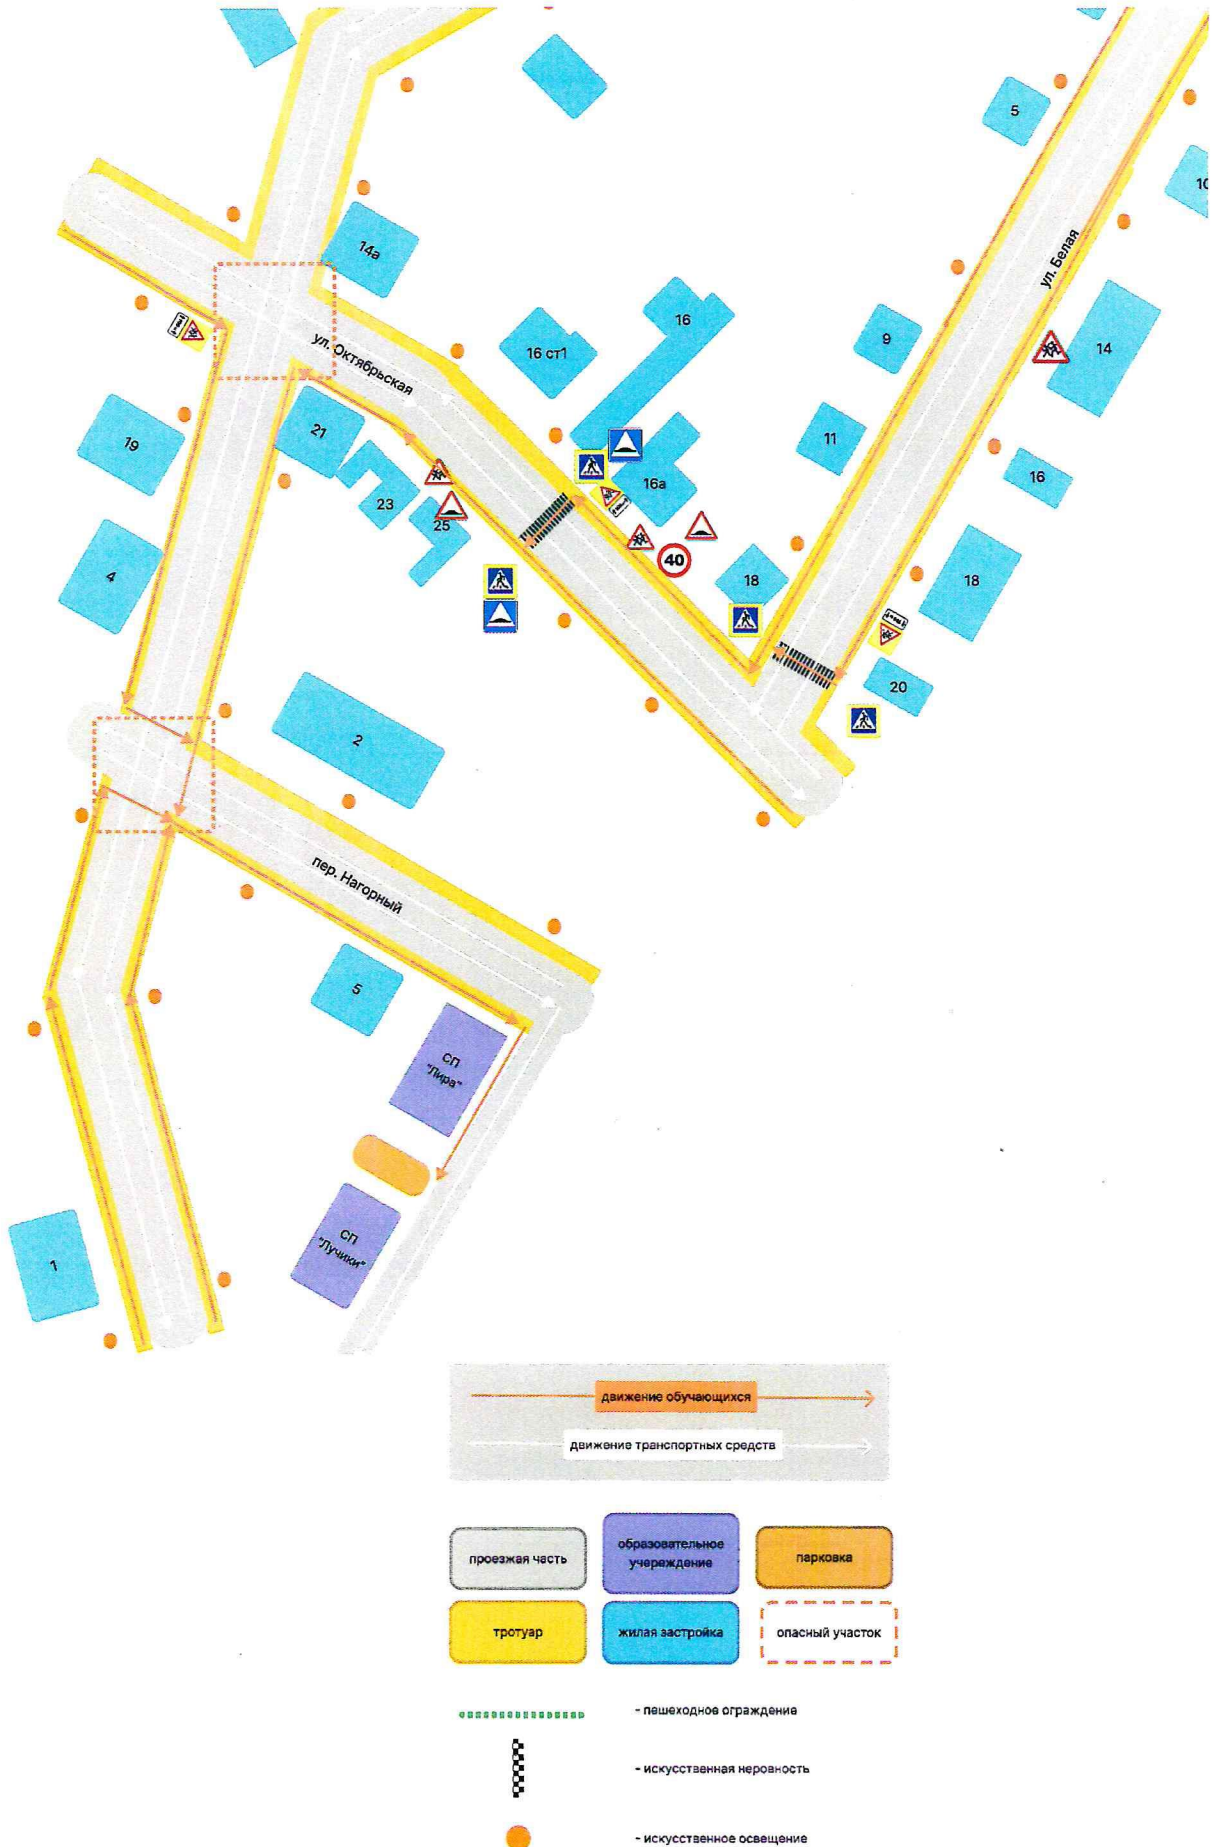 5
10
14а
ул. Белая
16
ул. Октябрьская
16 ст1
9
14
21
19
11
16а
16
23
25
40
4
18
18
20
2
пер. Нагорный
5
СП
"Лира"
СП
"Лучики"
1
движение обучающихся
движение транспортных средств
проезжая часть
образовательное
учереждение
парковка
тротуар
жилая застройка
опасный участок
- пешеходное ограждение
- искусственная неровность
- искусственное освещение